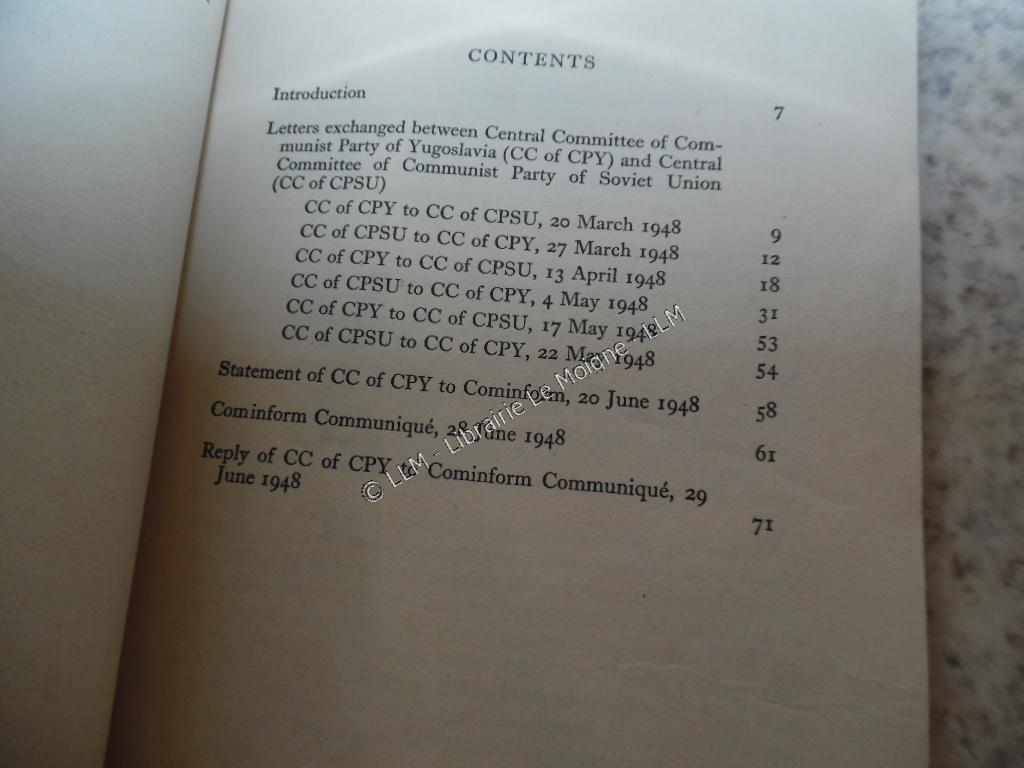 CONTENTS
Introduction 7
Letters exchanged between Central Committee of Com-
munist Party of Yugoslavia (CC of CPY) and Central
Committee of Communist Party of Soviet Union
(CC of CPSU)
CC of CPY to CC of CPSU, 20 March 1948 9
CC of CPSU to CC of CPY, 27 March 1948 12
CC of CPY to CC of CPSU, 13 April 1948 18
CC of CPSU to CC of CPY, 4 May 1948 31
CC of CPY to CC of CPSU, 17 May 1948 53
CC of CPSU to CC of CPY, 22 May 1948 54
Statement of CC of CPY to Cominform, 20 June 1948 58
Cominform Communiqué, 28 June 1948 61
Reply of CC of CPY to Cominform Communiqué, 29
June 1948 71
© LLM - Librairie Le Moigne - LLM